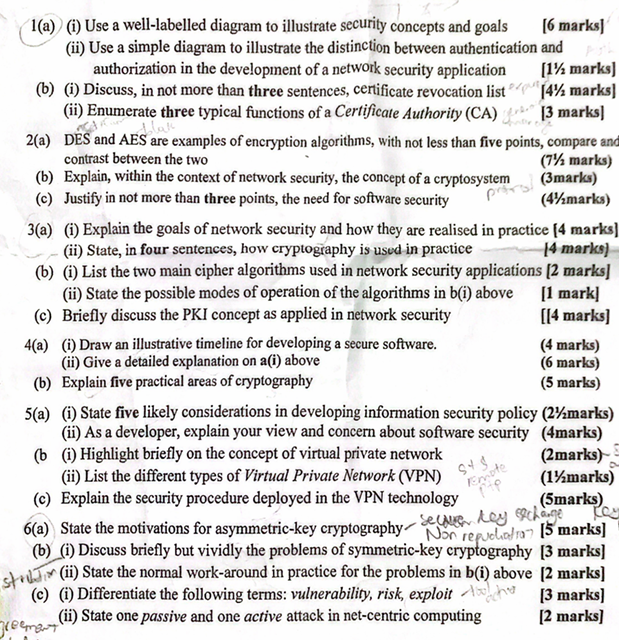 1(a) (i) Use a well-labelled diagram to illustrate security concepts and goals [6 marks]
(ii) Use a simple diagram to illustrate the distinction between authentication and
authorization in the development of a network security application [1½ marks]
(b) (i) Discuss, in not more than three sentences, certificate revocation list [4½ marks]
(ii) Enumerate three typical functions of a Certificate Authority (CA) [3 marks]
2(a) DES and AES are examples of encryption algorithms, with not less than five points, compare and
contrast between the two (7½ marks)
(b) Explain, within the context of network security, the concept of a cryptosystem (3marks)
(c) Justify in not more than three points, the need for software security (4½marks)
3(a) (i) Explain the goals of network security and how they are realised in practice [4 marks]
(ii) State, in four sentences, how cryptography is used in practice [4 marks]
(b) (i) List the two main cipher algorithms used in network security applications [2 marks]
(ii) State the possible modes of operation of the algorithms in b(i) above [1 mark]
(c) Briefly discuss the PKI concept as applied in network security [[4 marks]
4(a) (i) Draw an illustrative timeline for developing a secure software. (4 marks)
(ii) Give a detailed explanation on a(i) above (6 marks)
(b) Explain five practical areas of cryptography (5 marks)
5(a) (i) State five likely considerations in developing information security policy (2½marks)
(ii) As a developer, explain your view and concern about software security (4marks)
(b (i) Highlight briefly on the concept of virtual private network (2marks)
(ii) List the different types of Virtual Private Network (VPN) (1½marks)
(c) Explain the security procedure deployed in the VPN technology (5marks)
secure key exchange key
6(a) State the motivations for asymmetric-key cryptography Non repudiation [5 marks]
(b) (i) Discuss briefly but vividly the problems of symmetric-key cryptography [3 marks]
(ii) State the normal work-around in practice for the problems in b(i) above [2 marks]
(c) (i) Differentiate the following terms: vulnerability, risk, exploit [3 marks]
(ii) State one passive and one active attack in net-centric computing [2 marks]